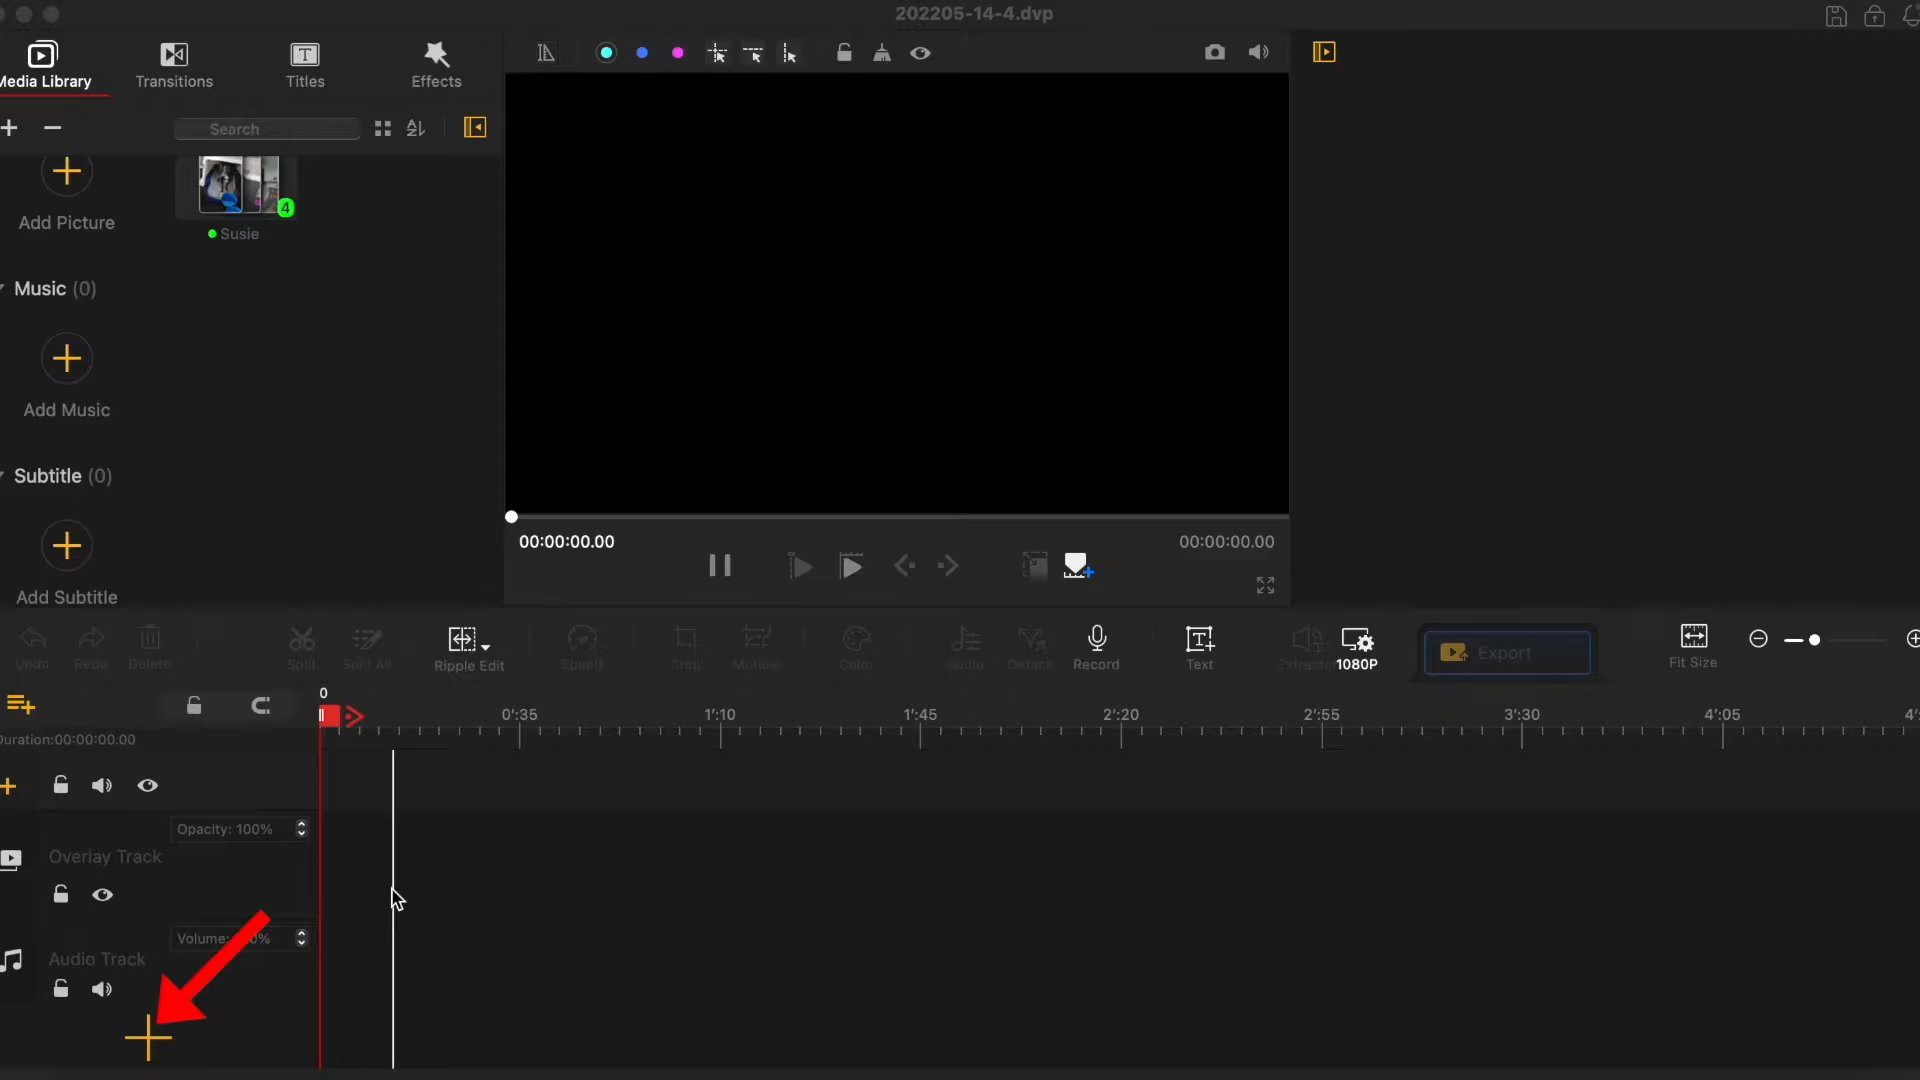 202205-14-4.dvp
Media Library
Transitions
Titles
Effects
Search
Add Picture
4
Susie
Music (0)
Add Music
Subtitle (0)
Add Subtitle
00:00:00.00
00:00:00.00
Undo
Redo
Delete
Split
Split All
Ripple Edit
Speed
Crop
Motion
Color
Audio
Detach
Record
Text
1080P
Export
Fit Size
0
0':35
1':10
1':45
2':20
2':55
3':30
4':05
Duration:00:00:00.00
Opacity: 100%
Overlay Track
Volume:
Audio Track